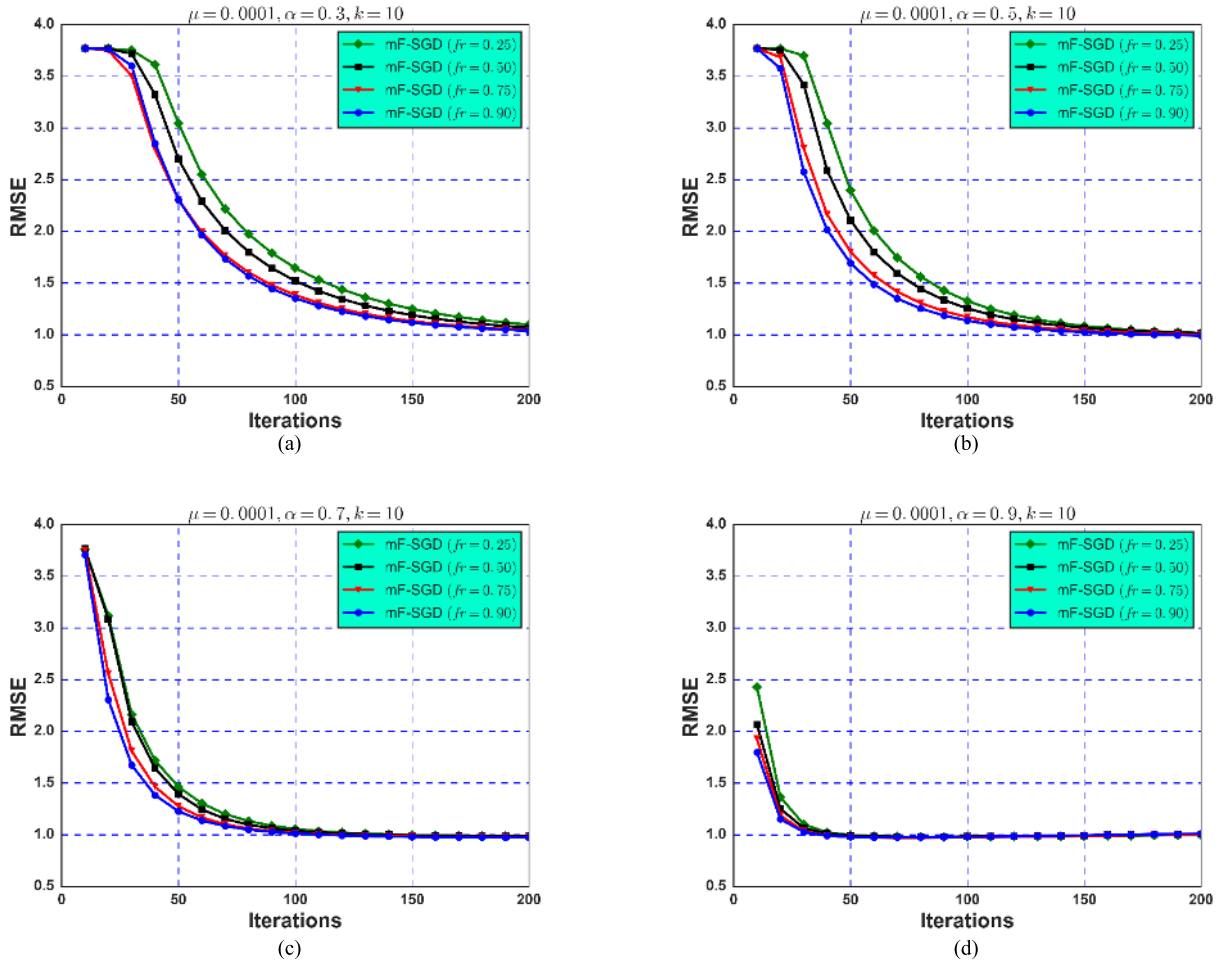 μ = 0.0001, α = 0.3, k = 10
4.0
3.5
3.0
2.5
2.0
1.5
1.0
0.5
RMSE
mF-SGD (fr = 0.25)
mF-SGD (fr = 0.50)
mF-SGD (fr = 0.75)
mF-SGD (fr = 0.90)
0 50 100 150 200
Iterations
(a)
μ = 0.0001, α = 0.5, k = 10
4.0
3.5
3.0
2.5
2.0
1.5
1.0
0.5
RMSE
mF-SGD (fr = 0.25)
mF-SGD (fr = 0.50)
mF-SGD (fr = 0.75)
mF-SGD (fr = 0.90)
0 50 100 150 200
Iterations
(b)
μ = 0.0001, α = 0.7, k = 10
4.0
3.5
3.0
2.5
2.0
1.5
1.0
0.5
RMSE
mF-SGD (fr = 0.25)
mF-SGD (fr = 0.50)
mF-SGD (fr = 0.75)
mF-SGD (fr = 0.90)
0 50 100 150 200
Iterations
(c)
μ = 0.0001, α = 0.9, k = 10
4.0
3.5
3.0
2.5
2.0
1.5
1.0
0.5
RMSE
mF-SGD (fr = 0.25)
mF-SGD (fr = 0.50)
mF-SGD (fr = 0.75)
mF-SGD (fr = 0.90)
0 50 100 150 200
Iterations
(d)